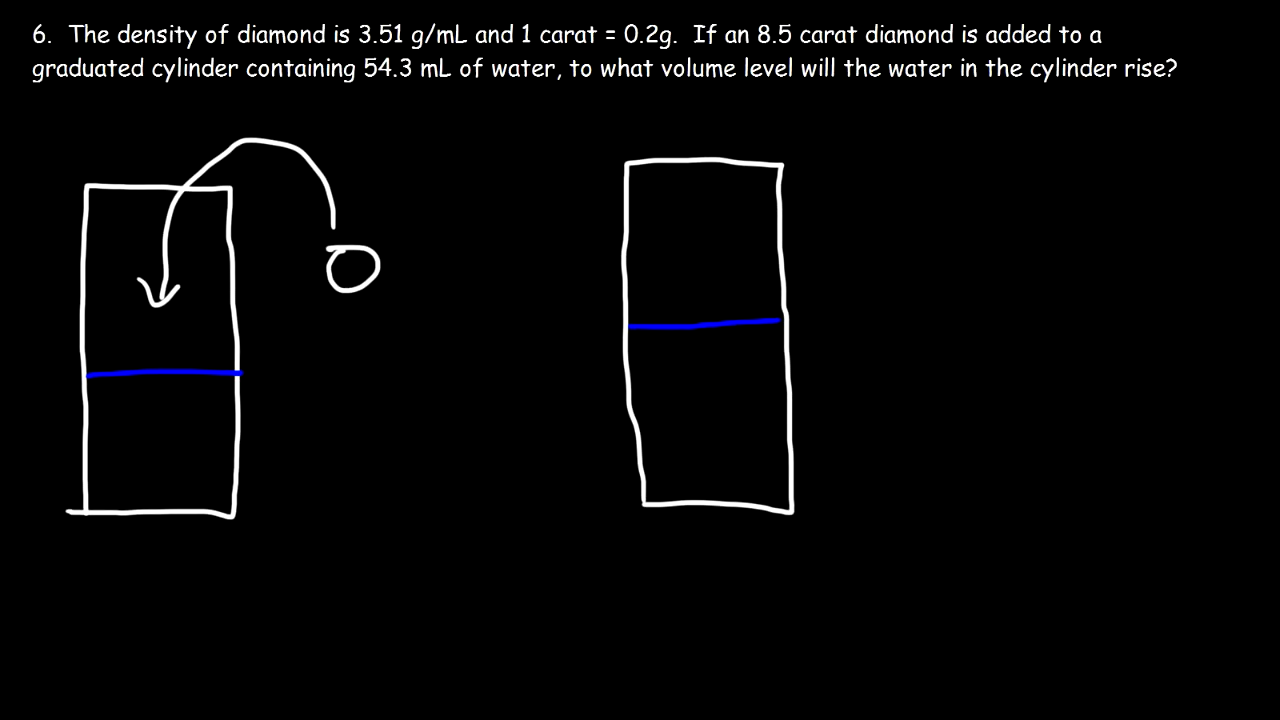 6. The density of diamond is 3.51 g/mL and 1 carat = 0.2g. If an 8.5 carat diamond is added to a
graduated cylinder containing 54.3 mL of water, to what volume level will the water in the cylinder rise?